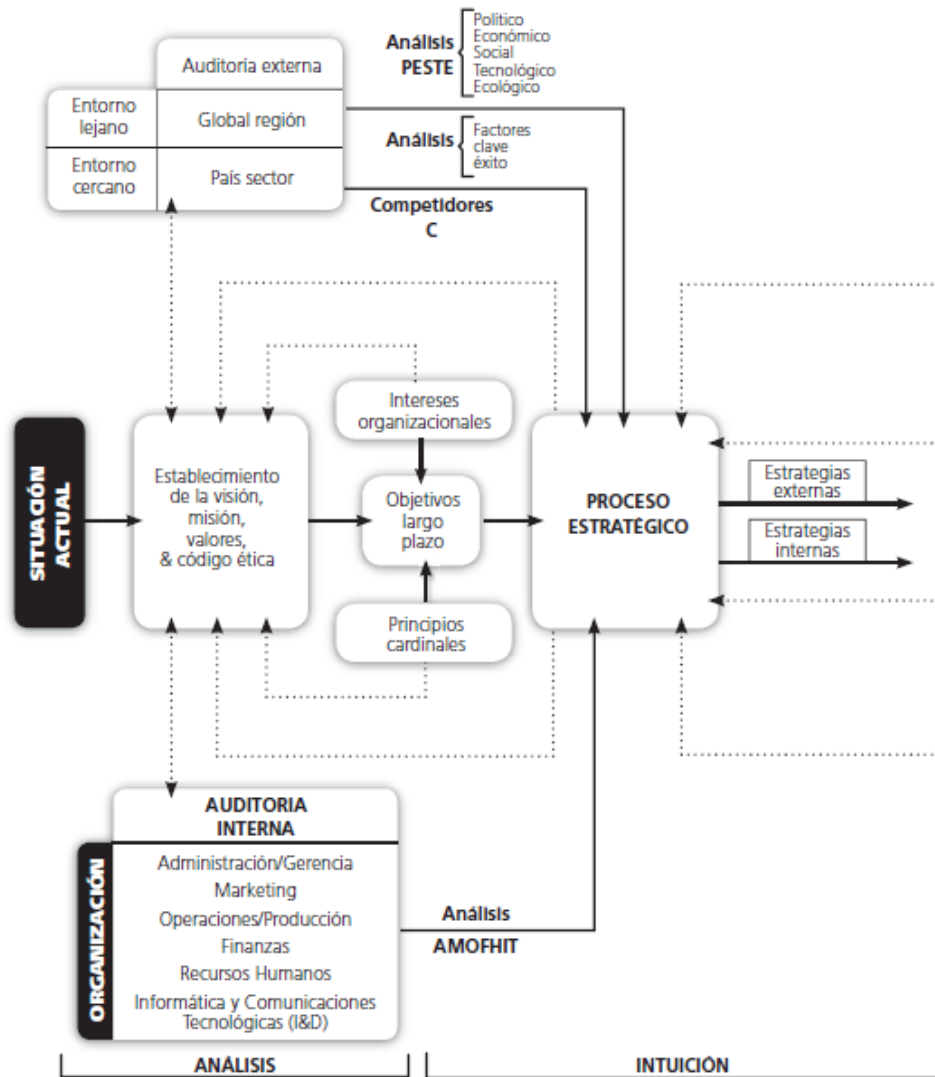 Análisis
PESTE
Político
Económico
Social
Tecnológico
Ecológico
Auditoría externa
Entorno
lejano
Global región
Entorno
cercano
País sector
Análisis
Factores
clave
éxito
Competidores
C
SITUACIÓN
ACTUAL
Establecimiento
de la visión,
misión,
valores,
& código ética
Intereses
organizacionales
Objetivos
largo
plazo
Principios
cardinales
PROCESO
ESTRATÉGICO
Estrategias
externas
Estrategias
internas
ORGANIZACIÓN
AUDITORIA
INTERNA
Administración/Gerencia
Marketing
Operaciones/Producción
Finanzas
Recursos Humanos
Informática y Comunicaciones
Tecnológicas (I&D)
Análisis
AMOFHIT
ANÁLISIS
INTUICIÓN